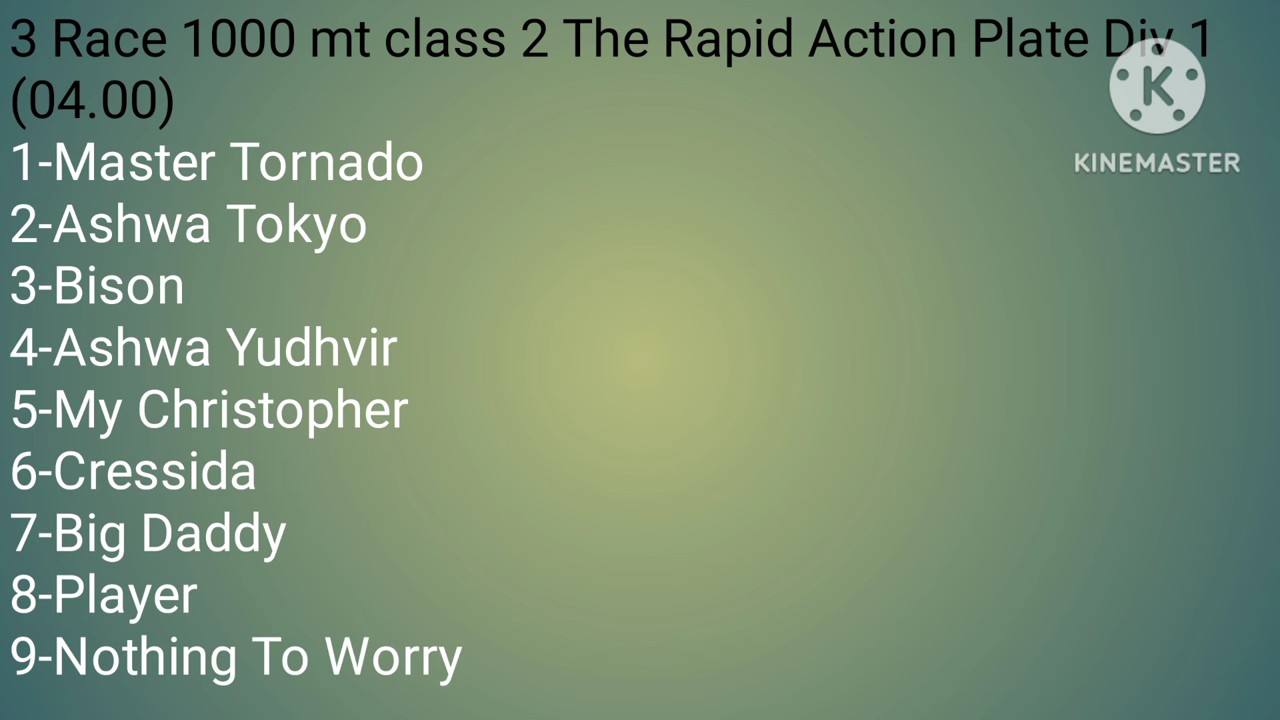 3 Race 1000 mt class 2 The Rapid Action Plate Div 1
(04.00)
1-Master Tornado
2-Ashwa Tokyo
3-Bison
4-Ashwa Yudhvir
5-My Christopher
6-Cressida
7-Big Daddy
8-Player
9-Nothing To Worry
K
KINEMASTER